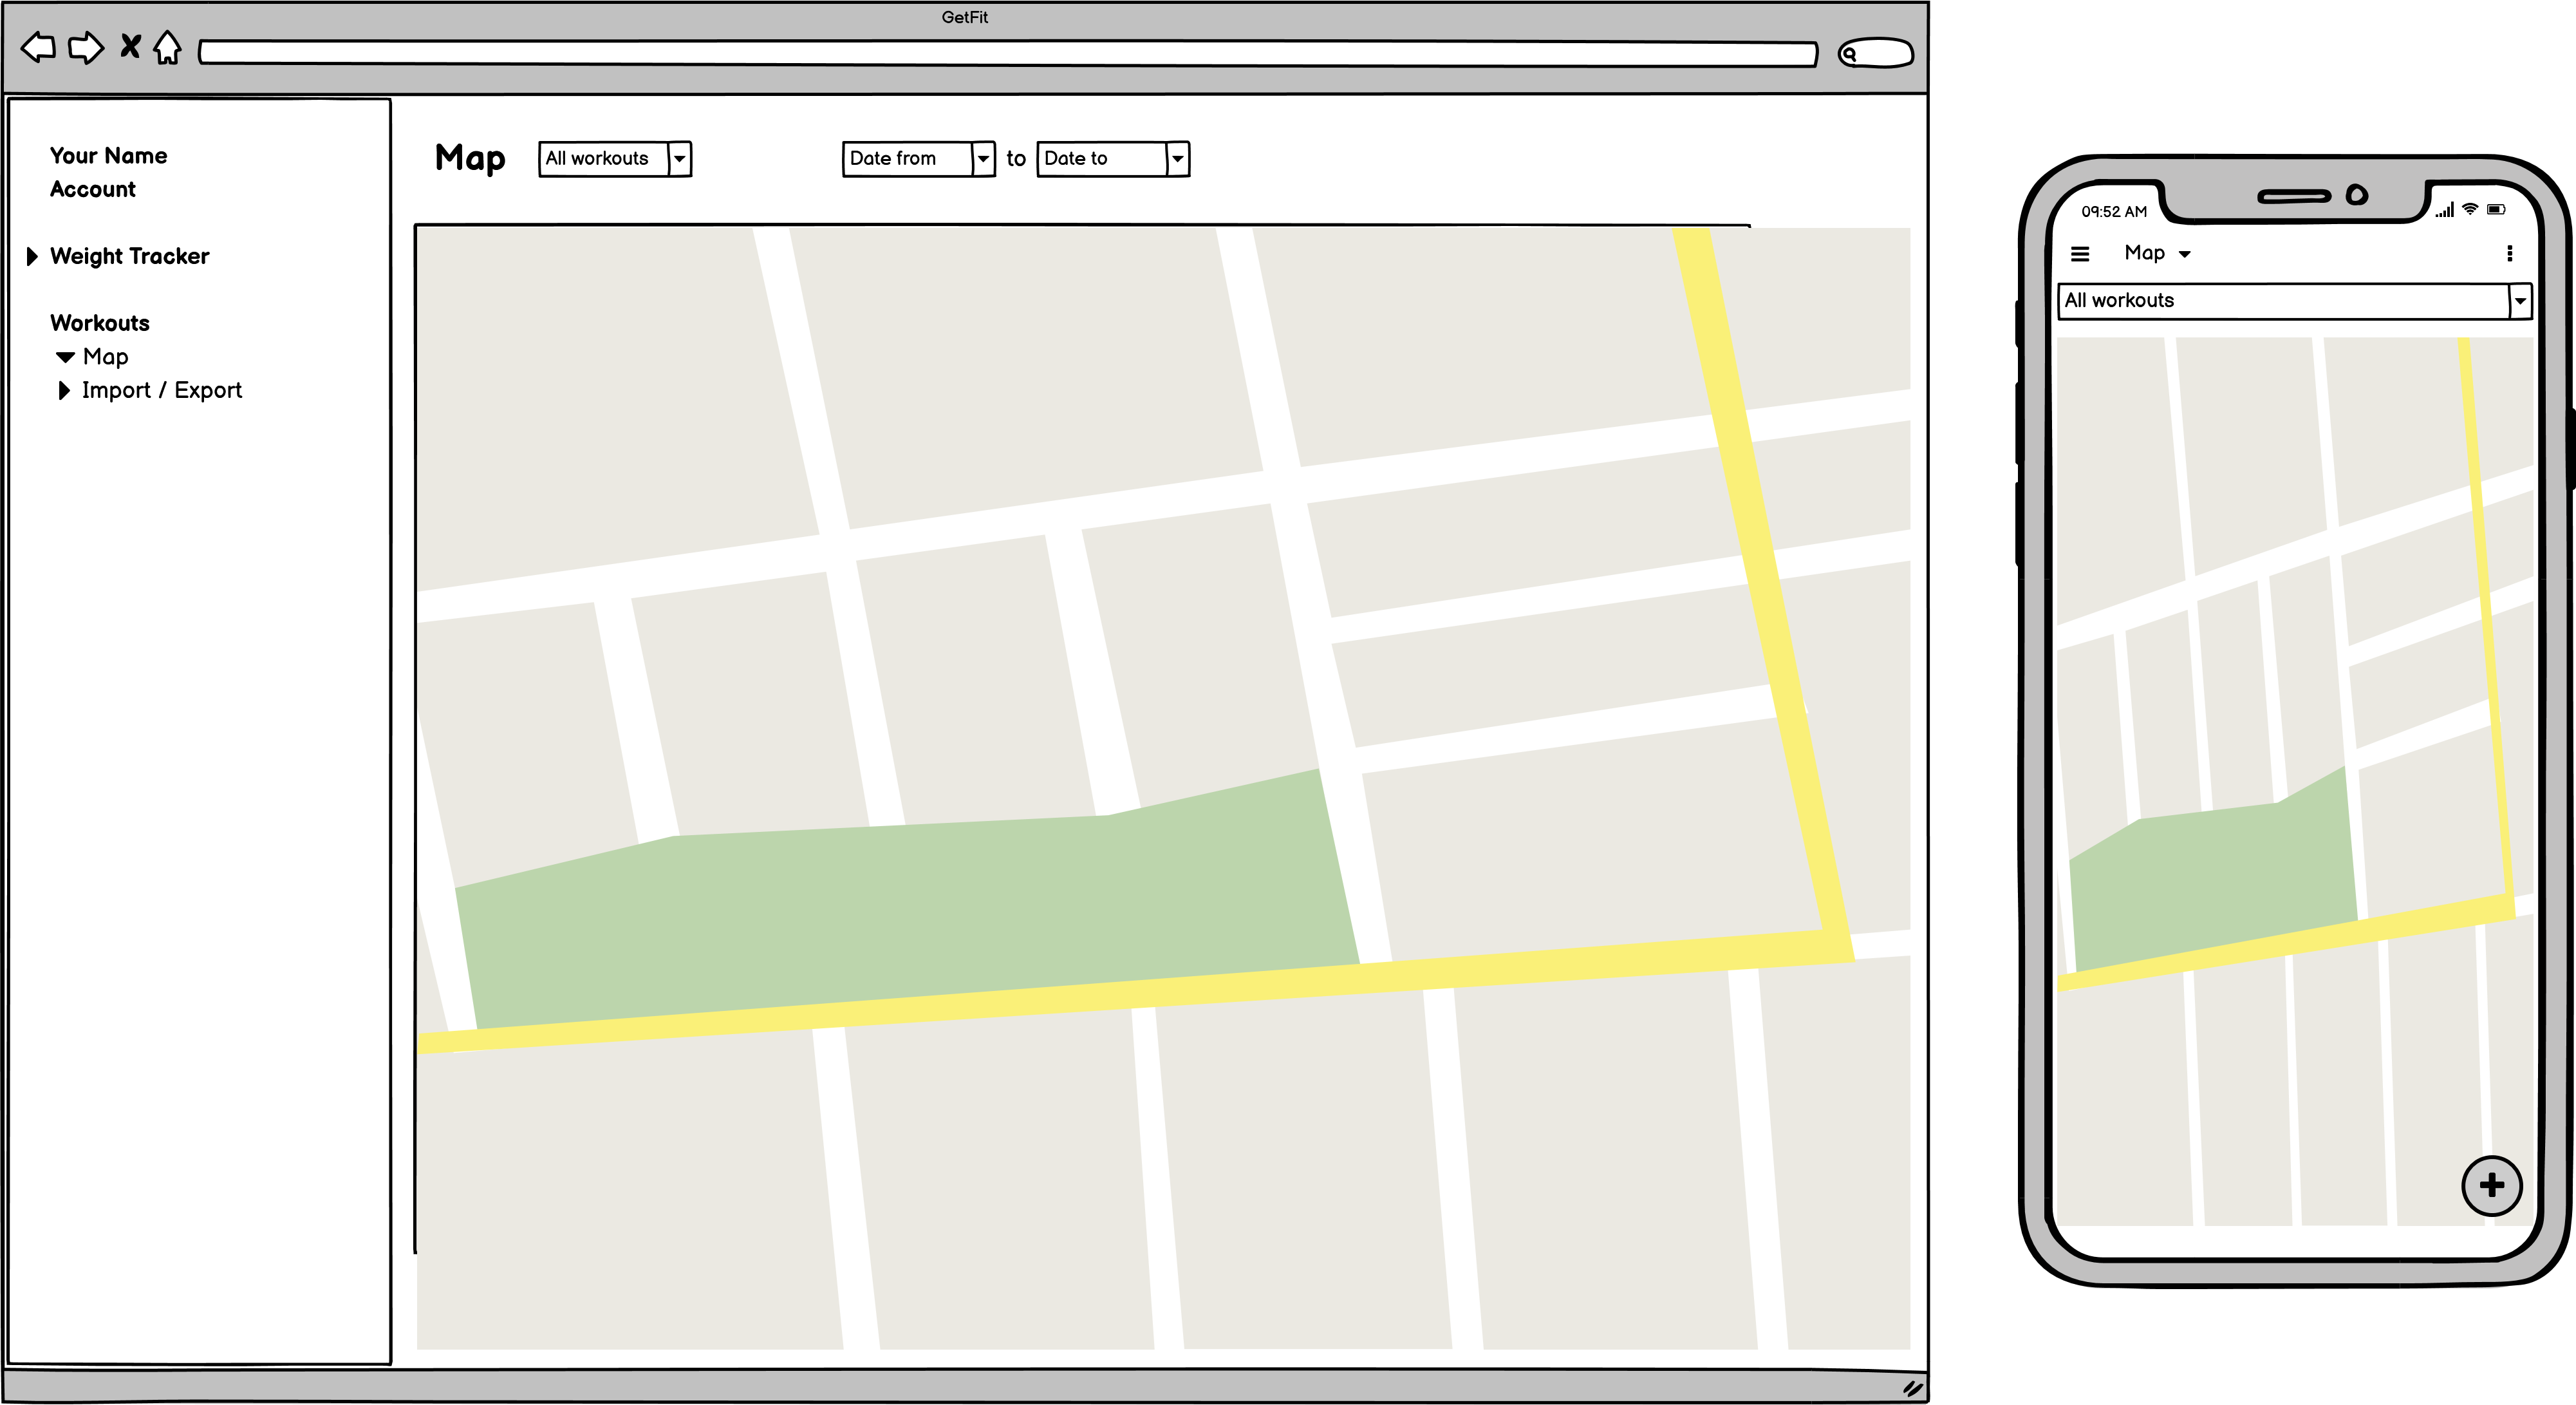 GetFit
Your Name
Account
Weight Tracker
Workouts
Map
Import / Export
Map
All workouts
Date from
to
Date to
09:52 AM
Map
All workouts